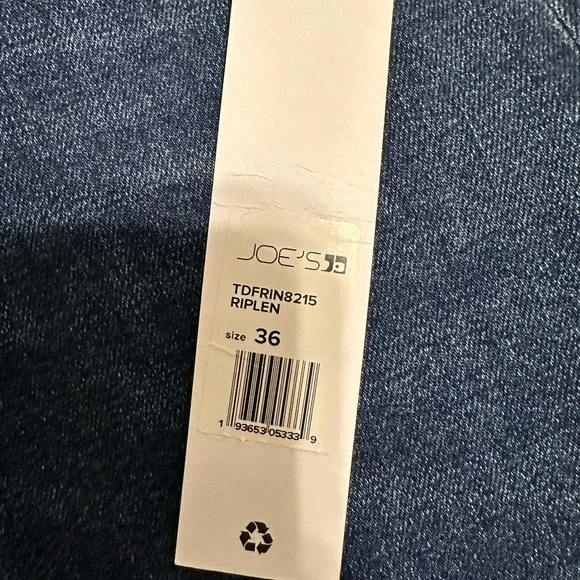 JOE'S
TDFRIN8215
RIPLEN
size 36
1 93653 05333 9